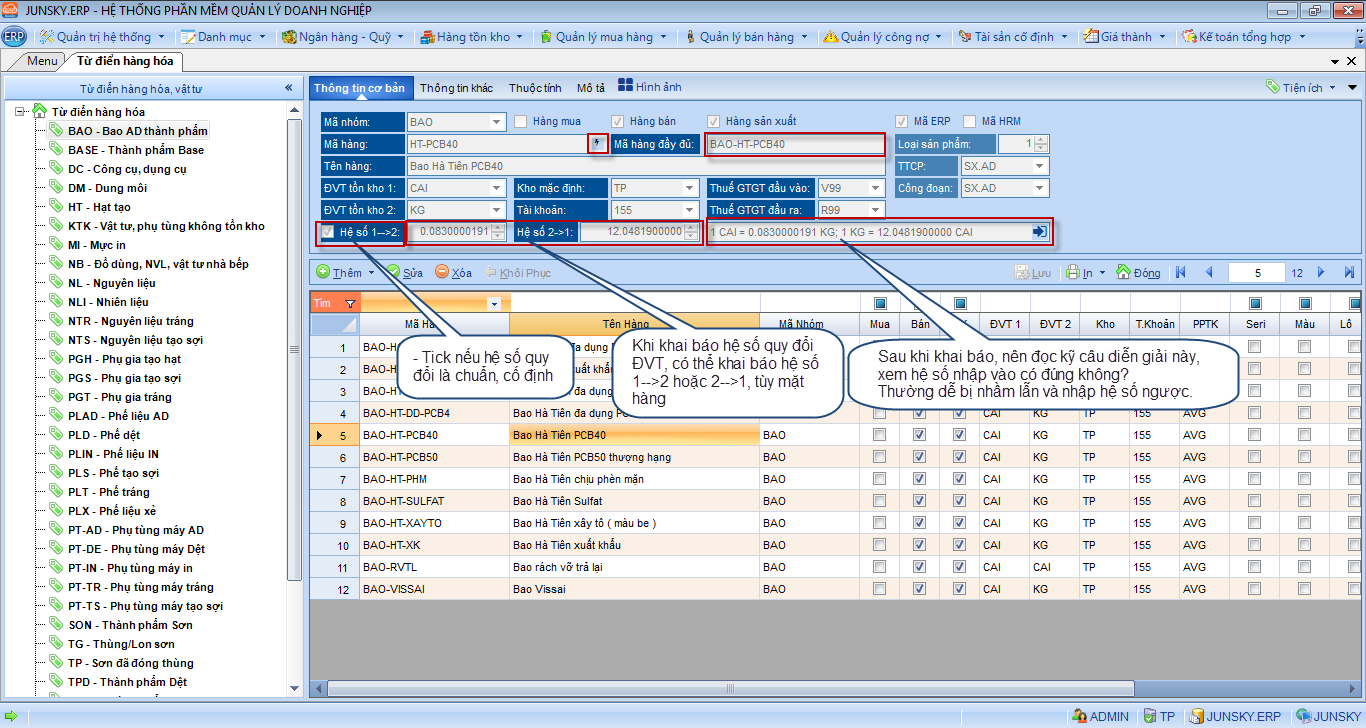 JUNSKY.ERP - HỆ THỐNG PHẦN MỀM QUẢN LÝ DOANH NGHIỆP
ERP Quản trị hệ thống Danh mục Ngân hàng - Quỹ Hàng tồn kho Quản lý mua hàng Quản lý bán hàng Quản lý công nợ Tài sản cố định Giá thành Kế toán tổng hợp
Menu Từ điển hàng hóa
Từ điển hàng hóa, vật tư
Từ điển hàng hóa
BAO - Bao AD thành phẩm
BASE - Thành phẩm Base
DC - Công cụ, dụng cụ
DM - Dung môi
HT - Hạt tạo
KTK - Vật tư, phụ tùng không tồn kho
MI - Mực in
NB - Đồ dùng, NVL, vật tư nhà bếp
NL - Nguyên liệu
NLI - Nhiên liệu
NTR - Nguyên liệu tráng
NTS - Nguyên liệu tạo sợi
PGH - Phụ gia tạo hạt
PGS - Phụ gia tạo sợi
PGT - Phụ gia tráng
PLAD - Phế liệu AD
PLD - Phế dệt
PLIN - Phế liệu IN
PLS - Phế tạo sợi
PLT - Phế tráng
PLX - Phế liệu xẻ
PT-AD - Phụ tùng máy AD
PT-DE - Phụ tùng máy Dệt
PT-IN - Phụ tùng máy in
PT-TR - Phụ tùng máy tráng
PT-TS - Phụ tùng máy tạo sợi
SON - Thành phẩm Sơn
TG - Thùng/Lon sơn
TP - Sơn đã đóng thùng
TPD - Thành phẩm Dệt
Thông tin cơ bản Thông tin khác Thuộc tính Mô tả Hình ảnh Tiện ích
Mã nhóm: BAO Hàng mua Hàng bán Hàng sản xuất Mã ERP Mã HRM
Mã hàng: HT-PCB40 Mã hàng đầy đủ: BAO-HT-PCB40 Loại sản phẩm: 1
Tên hàng: Bao Hà Tiên PCB40 TTCP: SX.AD
ĐVT tồn kho 1: CAI Kho mặc định: TP Thuế GTGT đầu vào: V99 Công đoạn: SX.AD
ĐVT tồn kho 2: KG Tài khoản: 155 Thuế GTGT đầu ra: R99
Hệ số 1-->2: 0.0830000191 Hệ số 2->1: 12.0481900000 1 CAI = 0.0830000191 KG; 1 KG = 12.0481900000 CAI
Thêm Sửa Xóa Khôi Phục Lưu In Đóng 5 12
Tìm
Mã Hà Tên Hàng Mã Nhóm Mua Bán ĐVT 1 ĐVT 2 Kho T.Khoản PPTK Seri Màu Lô
- Tick nếu hệ số quy
đổi là chuẩn, cố định
Khi khai báo hệ số quy đổi
ĐVT, có thể khai báo hệ số
1-->2 hoặc 2-->1, tùy mặt
hàng
Sau khi khai báo, nên đọc kỹ câu diễn giải này,
xem hệ số nhập vào có đúng không?
Thường dễ bị nhầm lẫn và nhập hệ số ngược.
1 BAO-H đa dụng
2 BAO-H uất khẩ
3 BAO-H đa dụng
4 BAO-HT-DD-PCB4 Bao Hà Tiên đa dụng CAI KG TP 155 AVG
5 BAO-HT-PCB40 Bao Hà Tiên PCB40 BAO CAI KG TP 155 AVG
6 BAO-HT-PCB50 Bao Hà Tiên PCB50 thượng hạng BAO CAI KG TP 155 AVG
7 BAO-HT-PHM Bao Hà Tiên chịu phèn mặn BAO CAI KG TP 155 AVG
8 BAO-HT-SULFAT Bao Hà Tiên Sulfat BAO CAI KG TP 155 AVG
9 BAO-HT-XAYTO Bao Hà Tiên xây tô ( màu be ) BAO CAI KG TP 155 AVG
10 BAO-HT-XK Bao Hà Tiên xuất khẩu BAO CAI KG TP 155 AVG
11 BAO-RVTL Bao rách vỡ trả lại BAO CAI CAI TP 155 AVG
12 BAO-VISSAI Bao Vissai BAO CAI KG TP 155 AVG
ADMIN TP JUNSKY.ERP JUNSKY